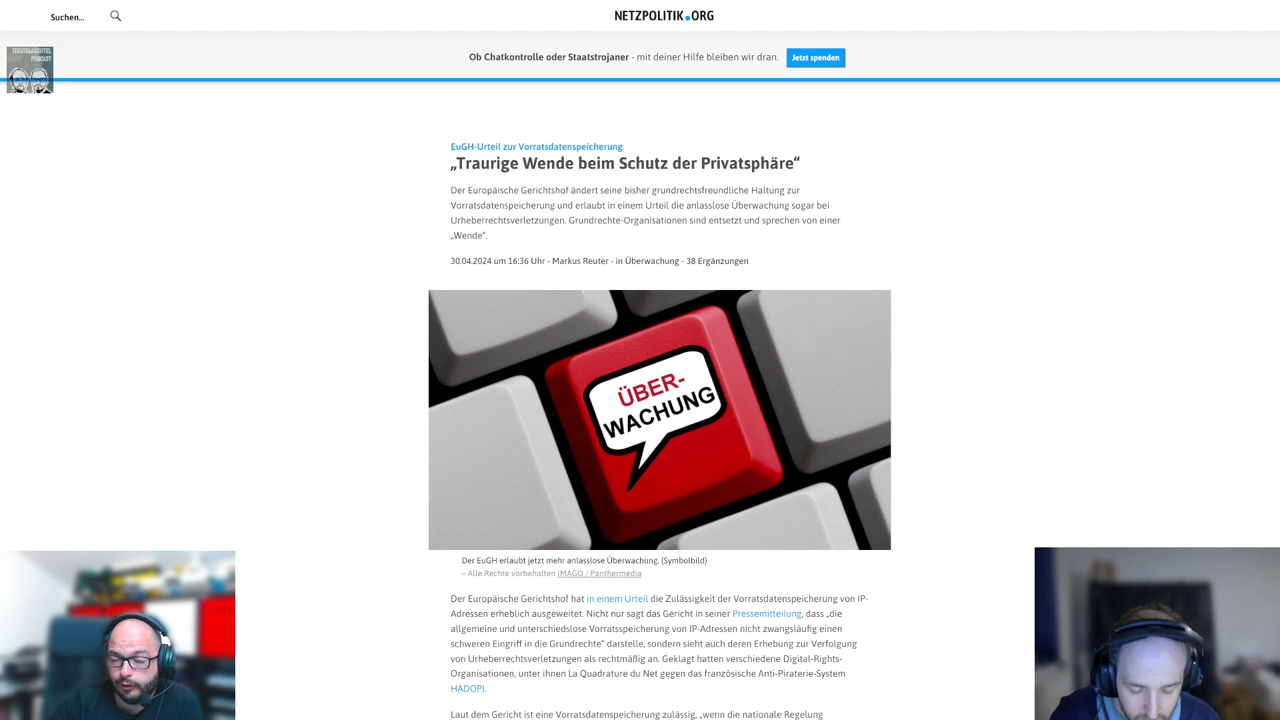 Suchen...
NETZPOLITIK.ORG
TECHTELMECHTEL
PODCAST
Ob Chatkontrolle oder Staatstrojaner - mit deiner Hilfe bleiben wir dran.
Jetzt spenden
EuGH-Urteil zur Vorratsdatenspeicherung
„Traurige Wende beim Schutz der Privatsphäre“
Der Europäische Gerichtshof ändert seine bisher grundrechtsfreundliche Haltung zur
Vorratsdatenspeicherung und erlaubt in einem Urteil die anlasslose Überwachung sogar bei
Urheberrechtsverletzungen. Grundrechte-Organisationen sind entsetzt und sprechen von einer
„Wende“.
30.04.2024 um 16:36 Uhr - Markus Reuter - in Überwachung - 38 Ergänzungen
ÜBER-
WACHUNG
Der EuGH erlaubt jetzt mehr anlasslose Überwachung. (Symbolbild)
– Alle Rechte vorbehalten IMAGO / Panthermedia
Der Europäische Gerichtshof hat in einem Urteil die Zulässigkeit der Vorratsdatenspeicherung von IP-
Adressen erheblich ausgeweitet. Nicht nur sagt das Gericht in seiner Pressemitteilung, dass „die
allgemeine und unterschiedslose Vorratsspeicherung von IP-Adressen nicht zwangsläufig einen
schweren Eingriff in die Grundrechte“ darstelle, sondern sieht auch deren Erhebung zur Verfolgung
von Urheberrechtsverletzungen als rechtmäßig an. Geklagt hatten verschiedene Digital-Rights-
Organisationen, unter ihnen La Quadrature du Net gegen das französische Anti-Piraterie-System
HADOPI.
Laut dem Gericht ist eine Vorratsdatenspeicherung zulässig, „wenn die nationale Regelung